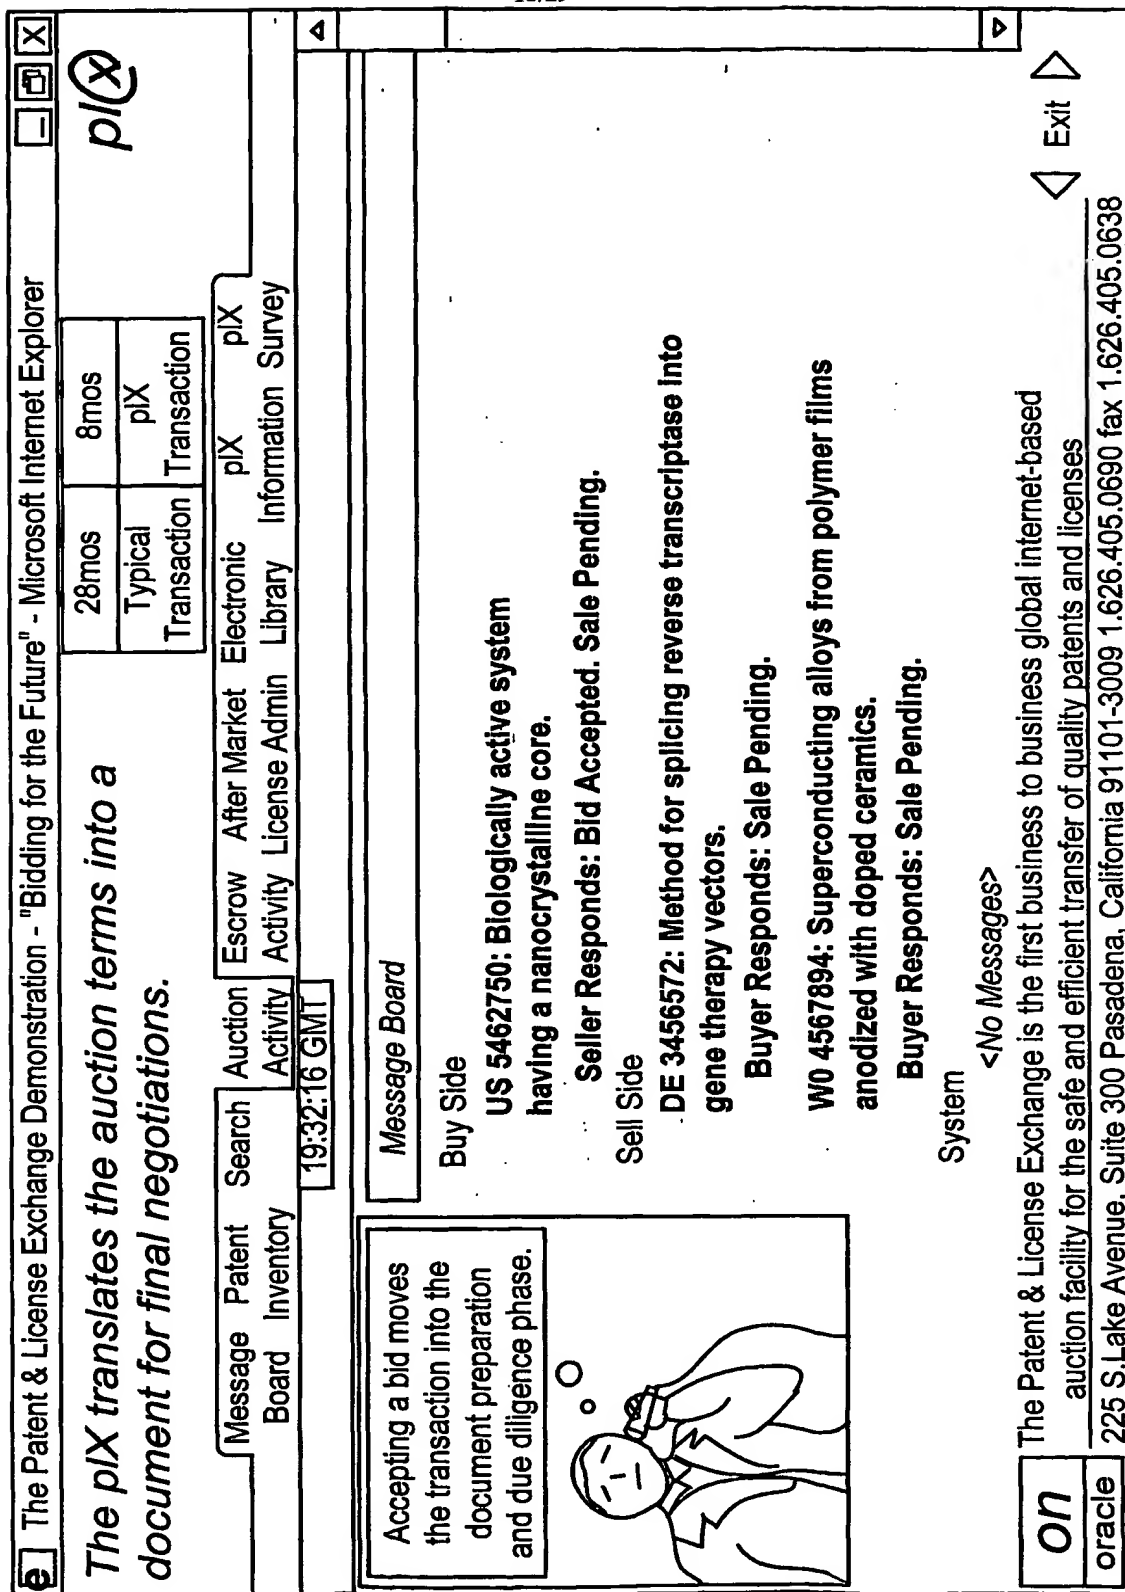 The Patent & License Exchange Demonstration - "Bidding for the Future" - Microsoft Internet Explorer
The plX translates the auction terms into a
document for final negotiations.
28mos 8mos
Typical Transaction plX Transaction
plX
Message Board Patent Inventory Search Auction Activity Escrow Activity After Market License Admin Electronic Library plX Information plX Survey
19:32:16 GMT
Accepting a bid moves
the transaction into the
document preparation
and due diligence phase.
Message Board
Buy Side
US 5462750: Biologically active system
having a nanocrystalline core.
Seller Responds: Bid Accepted. Sale Pending.
Sell Side
DE 3456572: Method for splicing reverse transcriptase into
gene therapy vectors.
Buyer Responds: Sale Pending.
W0 4567894: Superconducting alloys from polymer films
anodized with doped ceramics.
Buyer Responds: Sale Pending.
System
<No Messages>
on
oracle
The Patent & License Exchange is the first business to business global internet-based
auction facility for the safe and efficient transfer of quality patents and licenses
225 S.Lake Avenue. Suite 300 Pasadena, California 91101-3009 1.626.405.0690 fax 1.626.405.0638
Exit